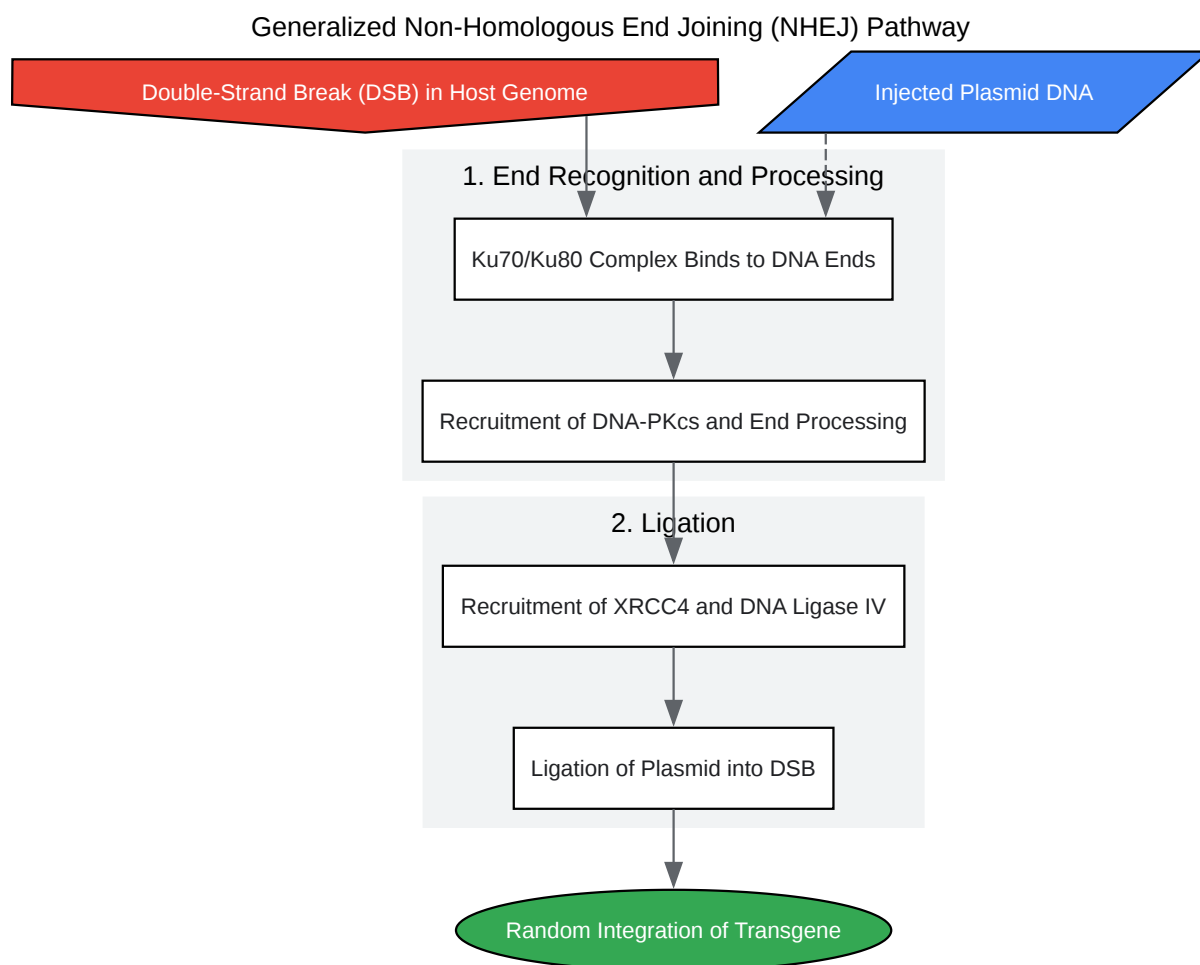 Generalized Non-Homologous End Joining (NHEJ) Pathway
Double-Strand Break (DSB) in Host Genome
Injected Plasmid DNA
1. End Recognition and Processing
Ku70/Ku80 Complex Binds to DNA Ends
Recruitment of DNA-PKcs and End Processing
2. Ligation
Recruitment of XRCC4 and DNA Ligase IV
Ligation of Plasmid into DSB
Random Integration of Transgene